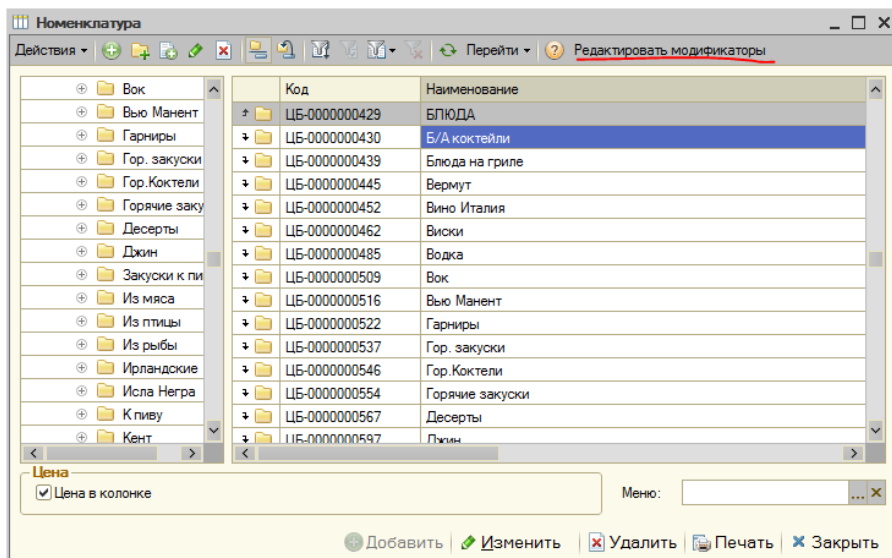 Номенклатура
Действия Перейти Редактировать модификаторы
Код Наименование
Вок
Вью Манент
Гарниры
Гор. закуски
Гор.Коктели
Горячие заку
Десерты
Джин
Закуски к пи
Из мяса
Из птицы
Из рыбы
Ирландские
Исла Негра
К пиву
Кент
ЦБ-0000000429 БЛЮДА
ЦБ-0000000430 Б/А коктейли
ЦБ-0000000439 Блюда на гриле
ЦБ-0000000445 Вермут
ЦБ-0000000452 Вино Италия
ЦБ-0000000462 Виски
ЦБ-0000000485 Водка
ЦБ-0000000509 Вок
ЦБ-0000000516 Вью Манент
ЦБ-0000000522 Гарниры
ЦБ-0000000537 Гор. закуски
ЦБ-0000000546 Гор.Коктели
ЦБ-0000000554 Горячие закуски
ЦБ-0000000567 Десерты
ЦБ-0000000597 Джин
Цена
Цена в колонке
Меню:
Добавить Изменить Удалить Печать Закрыть